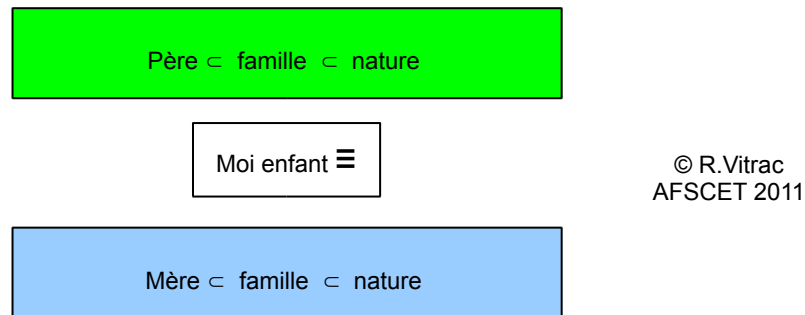 Père ⊂ famille ⊂ nature
Moi enfant ≡
© R.Vitrac
AFSCET 2011
Mère ⊂ famille ⊂ nature